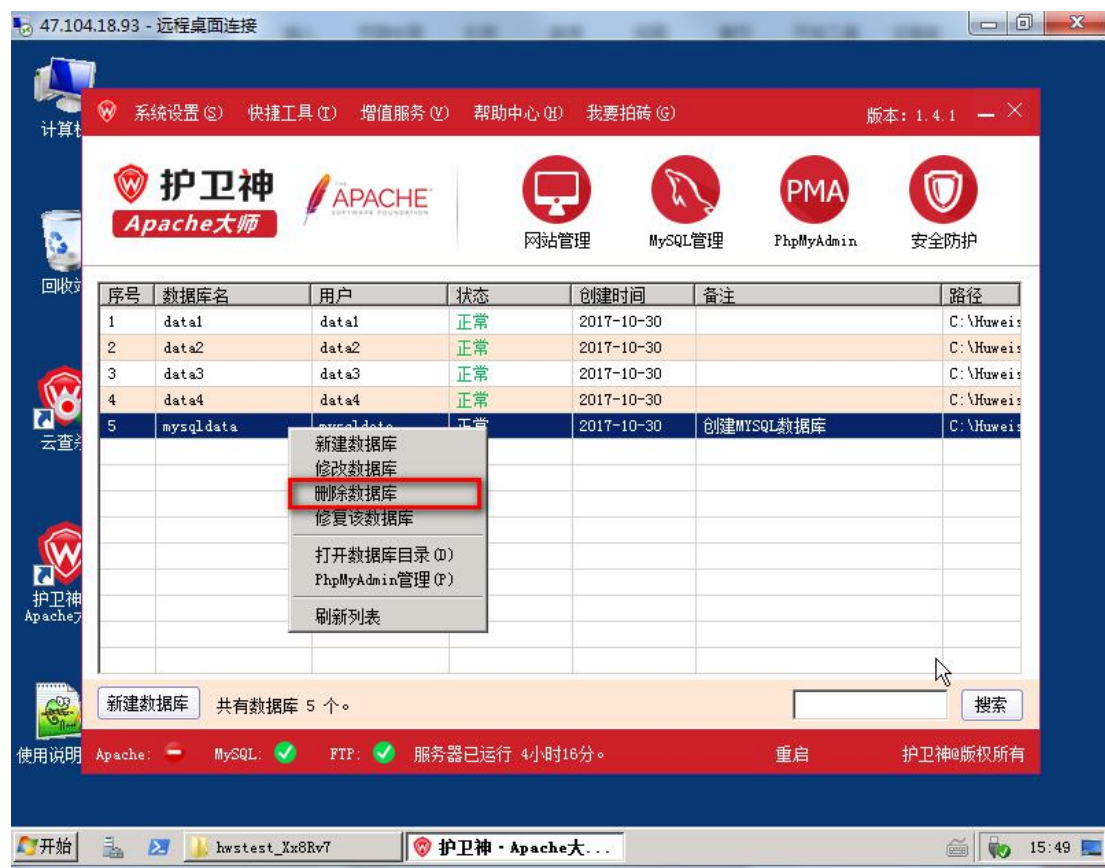 47.104.18.93 - 远程桌面连接
系统设置(S) 快捷工具(T) 增值服务(V) 帮助中心(H) 我要拍砖(G) 版本: 1.4.1
计算机
护卫神
Apache大师
THE
APACHE
SOFTWARE FOUNDATION
PMA
网站管理 MySQL管理 PhpMyAdmin 安全防护
回收站
序号 数据库名 用户 状态 创建时间 备注 路径
1 data1 data1 正常 2017-10-30 C:\Huweis
2 data2 data2 正常 2017-10-30 C:\Huweis
3 data3 data3 正常 2017-10-30 C:\Huweis
4 data4 data4 正常 2017-10-30 C:\Huweis
5 mysqldata mysqldata 正常 2017-10-30 创建MYSQL数据库 C:\Huweis
云查杀
新建数据库
修改数据库
删除数据库
修复该数据库
打开数据库目录(D)
PhpMyAdmin管理(P)
刷新列表
护卫神
Apache大
新建数据库 共有数据库 5 个。 搜索
使用说明
Apache: MySQL: FTP: 服务器已运行 4小时16分。 重启 护卫神@版权所有
开始 hwstest_Xx8Rv7 护卫神·Apache大... 15:49